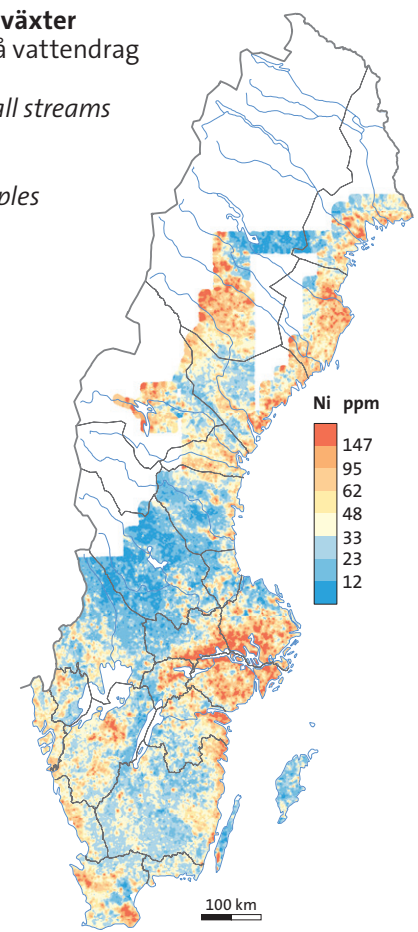 växter
å vattendrag
all streams
ples
Ni ppm
147
95
62
48
33
23
12
100 km